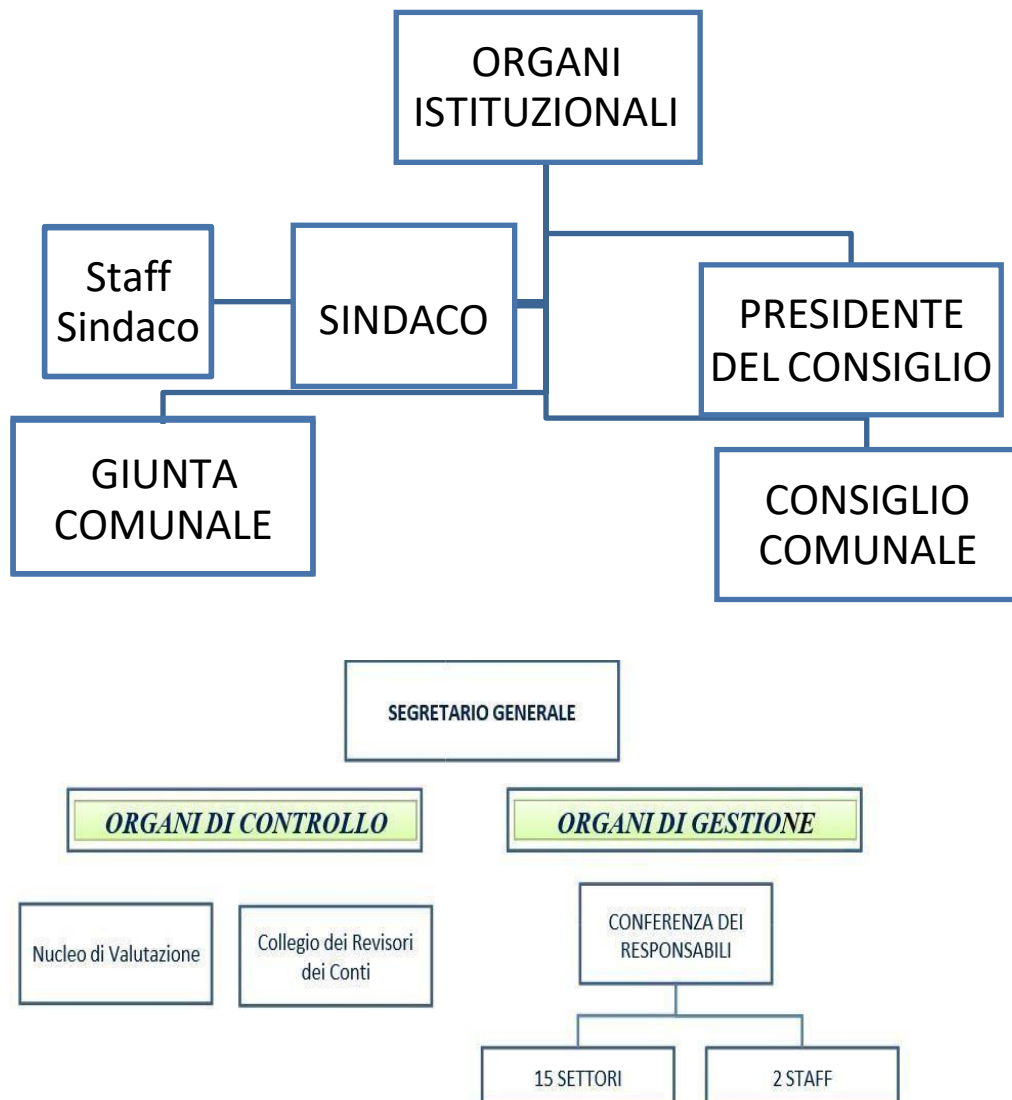 ORGANI
ISTITUZIONALI
Staff
Sindaco
SINDACO
PRESIDENTE
DEL CONSIGLIO
GIUNTA
COMUNALE
CONSIGLIO
COMUNALE
SEGRETARIO GENERALE
ORGANI DI CONTROLLO
ORGANI DI GESTIONE
Nucleo di Valutazione
Collegio dei Revisori
dei Conti
CONFERENZA DEI
RESPONSABILI
15 SETTORI
2 STAFF